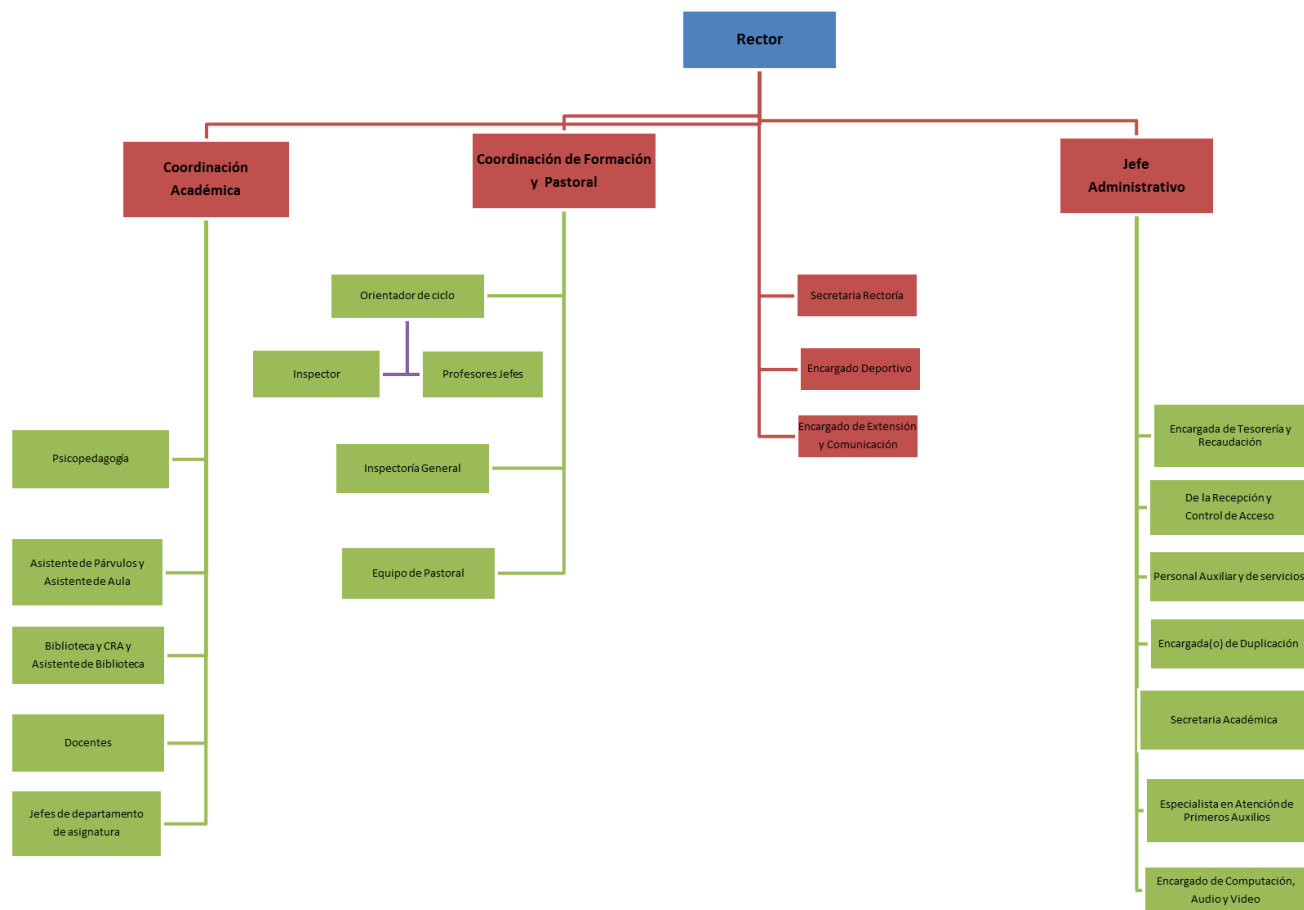 Rector
Coordinación
Académica
Coordinación de Formación
y Pastoral
Jefe
Administrativo
Orientador de ciclo
Inspector
Profesores Jefes
Inspectoría General
Equipo de Pastoral
Secretaria Rectoría
Encargado Deportivo
Encargado de Extensión
y Comunicación
Psicopedagogía
Asistente de Párvulos y
Asistente de Aula
Biblioteca y CRA y
Asistente de Biblioteca
Docentes
Jefes de departamento
de asignatura
Encargada de Tesorería y
Recaudación
De la Recepción y
Control de Acceso
Personal Auxiliar y de servicios
Encargada(o) de Duplicación
Secretaria Académica
Especialista en Atención de
Primeros Auxilios
Encargado de Computación,
Audio y Video